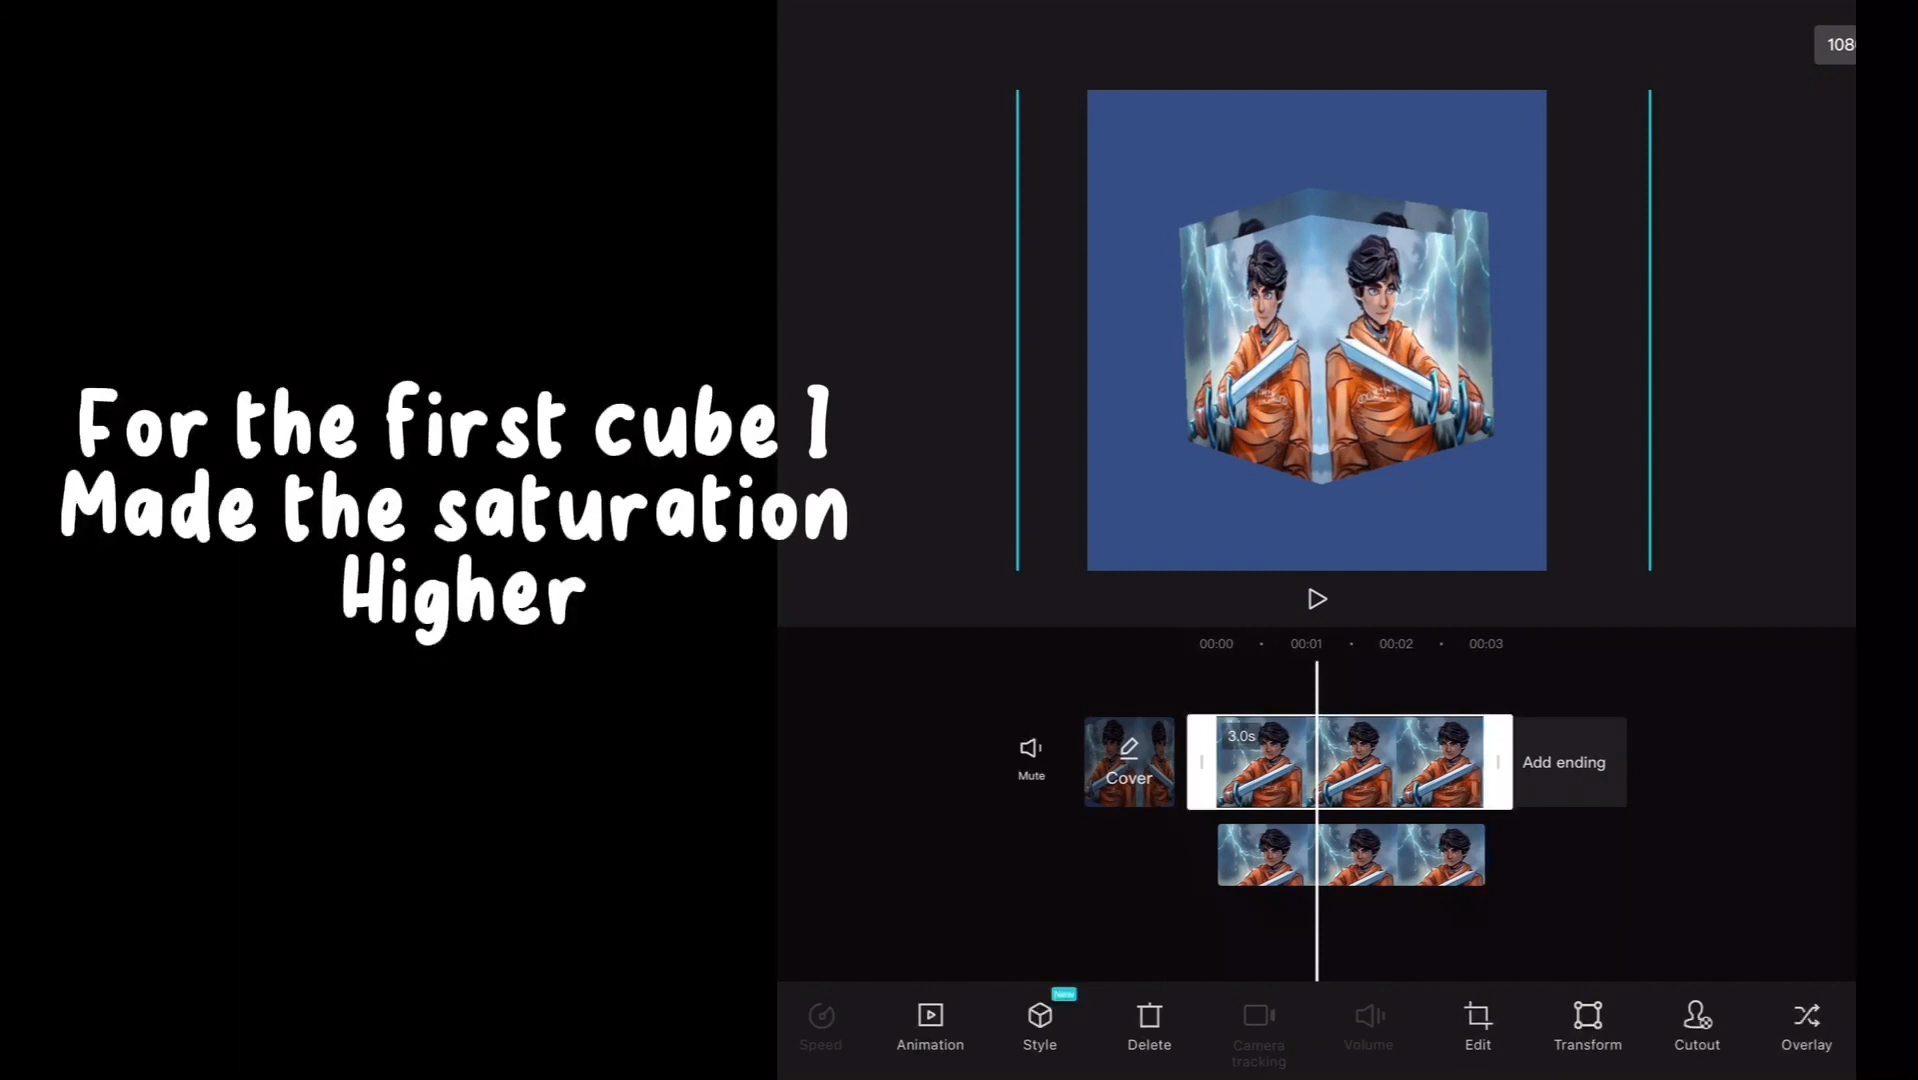 108
For the first cube I
Made the saturation
Higher
00:00 00:01 00:02 00:03
Mute
Cover
3.0s
Add ending
New
Speed
Animation
Style
Delete
Camera
tracking
Volume
Edit
Transform
Cutout
Overlay